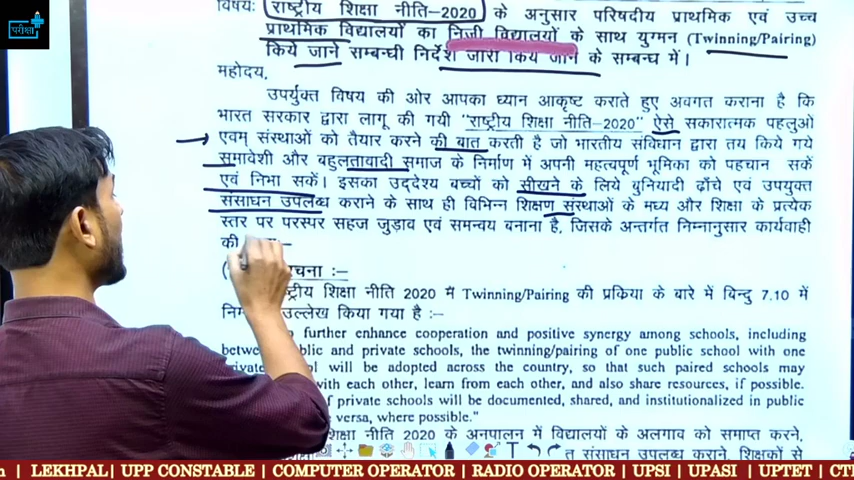 परीक्षा
विषयः राष्ट्रीय शिक्षा नीति–2020 के अनुसार परिषदीय प्राथमिक एवं उच्च
प्राथमिक विद्यालयों का निजी विद्यालयों के साथ युग्मन (Twinning/Pairing)
किये जाने सम्बन्धी निर्देश जारी किये जाने के सम्बन्ध में।
महोदय,
उपर्युक्त विषय की ओर आपका ध्यान आकृष्ट कराते हुए अवगत कराना है कि
भारत सरकार द्वारा लागू की गयी "राष्ट्रीय शिक्षा नीति–2020" ऐसे सकारात्मक पहलुओं
एवम् संस्थाओं को तैयार करने की बात करती है जो भारतीय संविधान द्वारा तय किये गये
समावेशी और बहुलतावादी समाज के निर्माण में अपनी महत्वपूर्ण भूमिका को पहचान सकें
एवं निभा सकें। इसका उद्देश्य बच्चों को सीखने के लिये बुनियादी ढाँचे एवं उपयुक्त
संसाधन उपलब्ध कराने के साथ ही विभिन्न शिक्षण संस्थाओं के मध्य और शिक्षा के प्रत्येक
स्तर पर परस्पर सहज जुड़ाव एवं समन्वय बनाना है, जिसके अन्तर्गत निम्नानुसार कार्यवाही
की
चना :–
ष्ट्रीय शिक्षा नीति 2020 में Twinning/Pairing की प्रक्रिया के बारे में बिन्दु 7.10 में
उल्लेख किया गया है :–
o further enhance cooperation and positive synergy among schools, including
betwe blic and private schools, the twinning/pairing of one public school with one
rivate ol will be adopted across the country, so that such paired schools may
with each other, learn from each other, and also share resources, if possible.
of private schools will be documented, shared, and institutionalized in public
versa, where possible."
शिक्षा नीति 2020 के अनुपालन में विद्यालयों के अलगाव को समाप्त करने,
त संसाधन उपलब्ध कराने, शिक्षकों से
n | LEKHPAL| UPP CONSTABLE | COMPUTER OPERATOR | RADIO OPERATOR | UPSI | UPASI | UPTET | CT